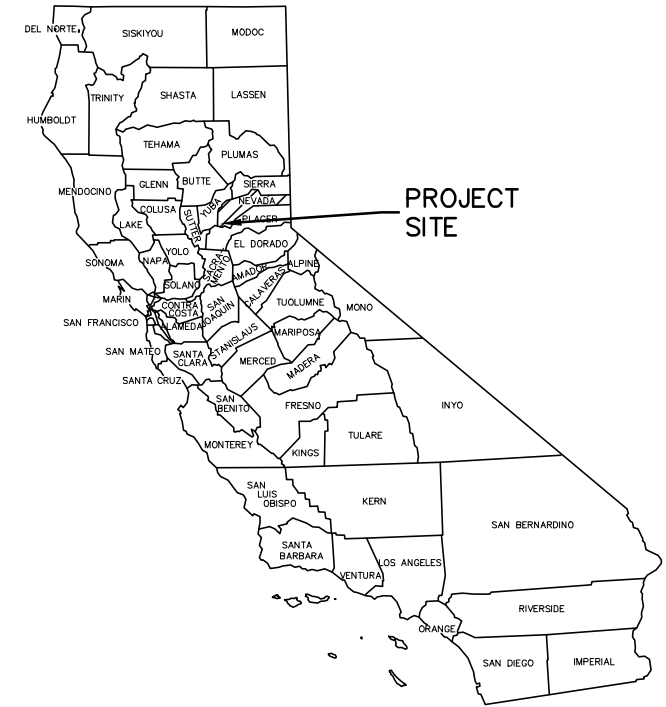 DEL NORTE
SISKIYOU
MODOC
TRINITY
SHASTA
LASSEN
HUMBOLDT
TEHAMA
PLUMAS
MENDOCINO
GLENN
BUTTE
SIERRA
COLUSA
SUTTER
YUBA
NEVADA
PLACER
PROJECT
SITE
LAKE
SONOMA
NAPA
YOLO
SACRA-
MENTO
EL DORADO
AMADOR
ALPINE
SOLANO
CALAVERAS
MARIN
CONTRA
COSTA
SAN
JOAQUIN
TUOLUMNE
MONO
SAN FRANCISCO
ALAMEDA
STANISLAUS
MARIPOSA
SAN MATEO
SANTA
CLARA
MERCED
MADERA
SANTA CRUZ
SAN
BENITO
FRESNO
INYO
MONTEREY
KINGS
TULARE
SAN
LUIS
OBISPO
KERN
SAN BERNARDINO
SANTA
BARBARA
VENTURA
LOS ANGELES
RIVERSIDE
ORANGE
SAN DIEGO
IMPERIAL